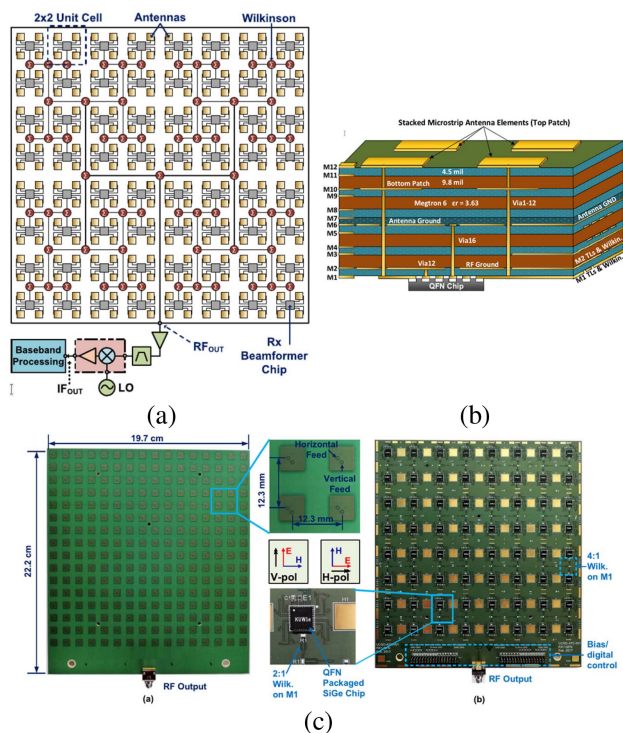 2x2 Unit Cell
Antennas
Wilkinson
RFOUT
Rx
Beamformer
Chip
Baseband
Processing
IFOUT
LO
(a)
Stacked Microstrip Antenna Elements (Top Patch)
M12
M11
4.5 mil
Bottom Patch
9.8 mil
M10
M9
Megtron 6 εr = 3.63
M8
M7
Antenna Ground
M6
M5
Via1-12
Via16
M4
M3
Via12
RF Ground
M2
M1
QFN Chip
Antenna GND
M2 TLs & Wilkin.
M1 TLs & Wilkin.
(b)
19.7 cm
22.2 cm
Horizontal
Feed
Vertical
Feed
12.3 mm
12.3 mm
E
H
V-pol
H
E
H-pol
KUW1e
H1
R1
2:1
Wilk.
on M1
QFN
Packaged
SiGe Chip
4:1
Wilk.
on M1
Bias/
digital
control
RF Output
(a)
RF Output
(b)
(c)